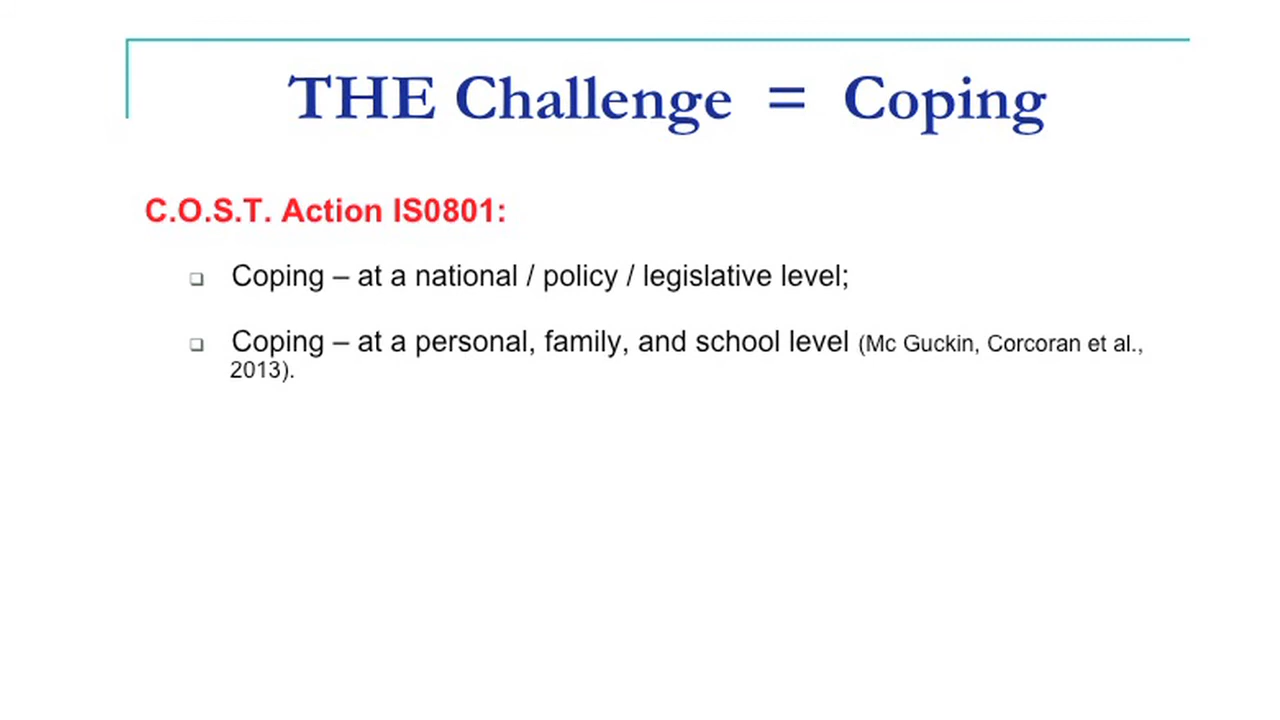 THE Challenge = Coping
C.O.S.T. Action IS0801:
❑ Coping – at a national / policy / legislative level;
❑ Coping – at a personal, family, and school level (Mc Guckin, Corcoran et al.,
2013).